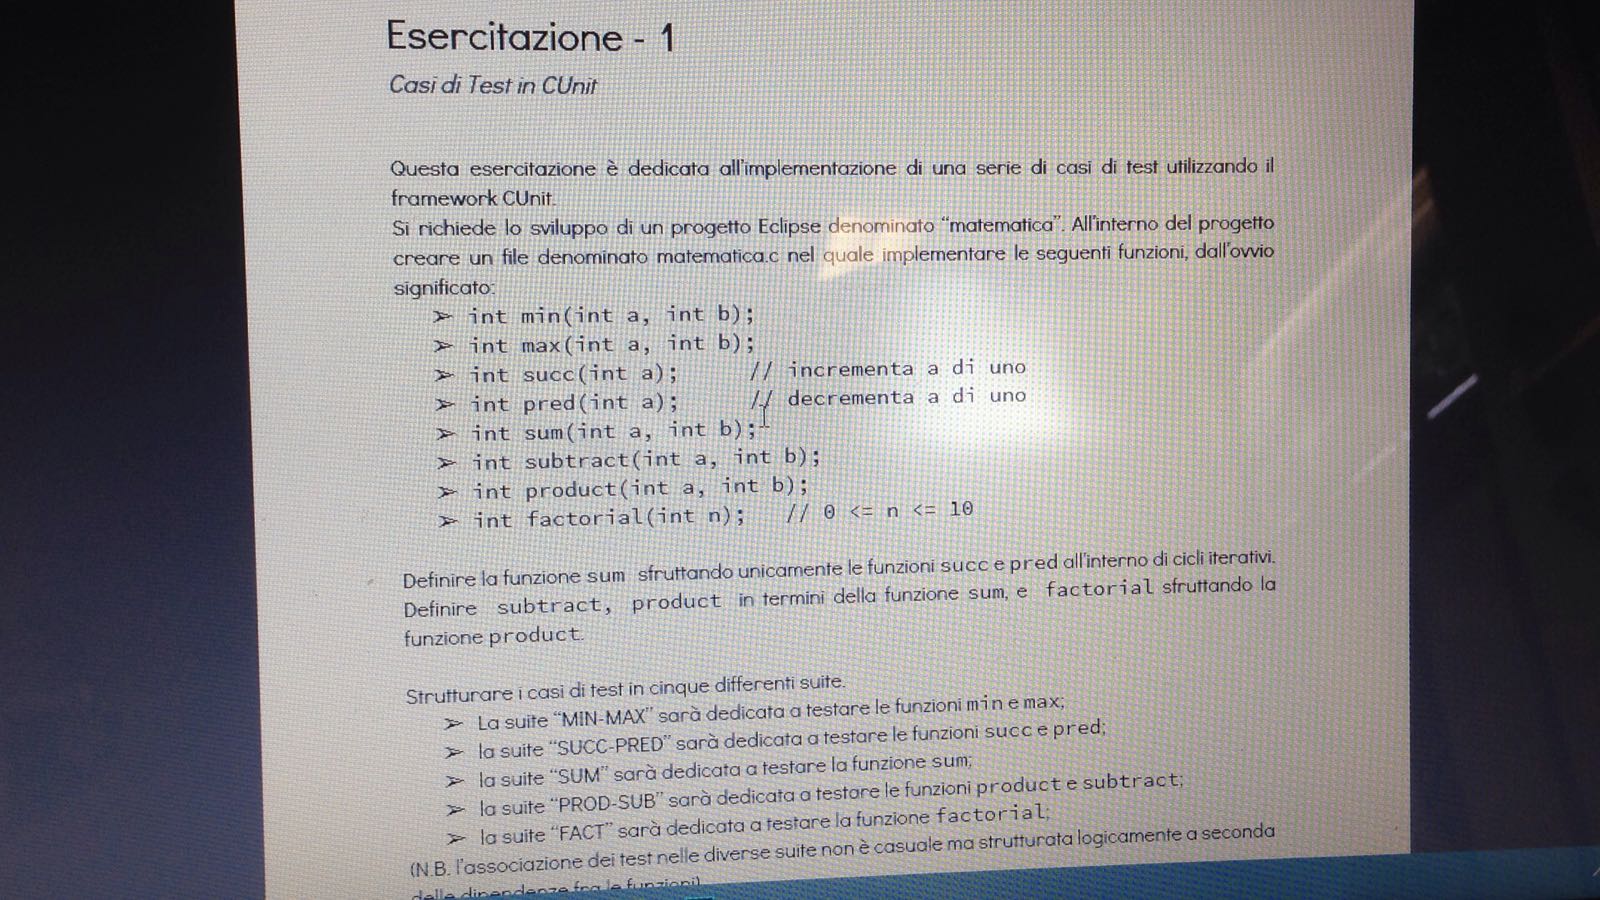 Esercitazione - 1
Casi di Test in CUnit
Questa esercitazione è dedicata all'implementazione di una serie di casi di test utilizzando il
framework CUnit.
Si richiede lo sviluppo di un progetto Eclipse denominato “matematica”. All'interno del progetto
creare un file denominato matematica.c nel quale implementare le seguenti funzioni, dall'ovvio
significato:
➢ int min(int a, int b);
➢ int max(int a, int b);
➢ int succ(int a); // incrementa a di uno
➢ int pred(int a); // decrementa a di uno
➢ int sum(int a, int b);
➢ int subtract(int a, int b);
➢ int product(int a, int b);
➢ int factorial(int n); // 0 <= n <= 10
Definire la funzione sum sfruttando unicamente le funzioni succ e pred all'interno di cicli iterativi.
Definire subtract, product in termini della funzione sum, e factorial sfruttando la
funzione product.
Strutturare i casi di test in cinque differenti suite.
➢ La suite “MIN-MAX” sarà dedicata a testare le funzioni min e max;
➢ la suite “SUCC-PRED” sarà dedicata a testare le funzioni succ e pred;
➢ la suite “SUM” sarà dedicata a testare la funzione sum;
➢ la suite “PROD-SUB” sarà dedicata a testare le funzioni product e subtract;
➢ la suite “FACT” sarà dedicata a testare la funzione factorial;
(N.B. l'associazione dei test nelle diverse suite non è casuale ma strutturata logicamente a seconda
delle dipendenze fra le funzioni)